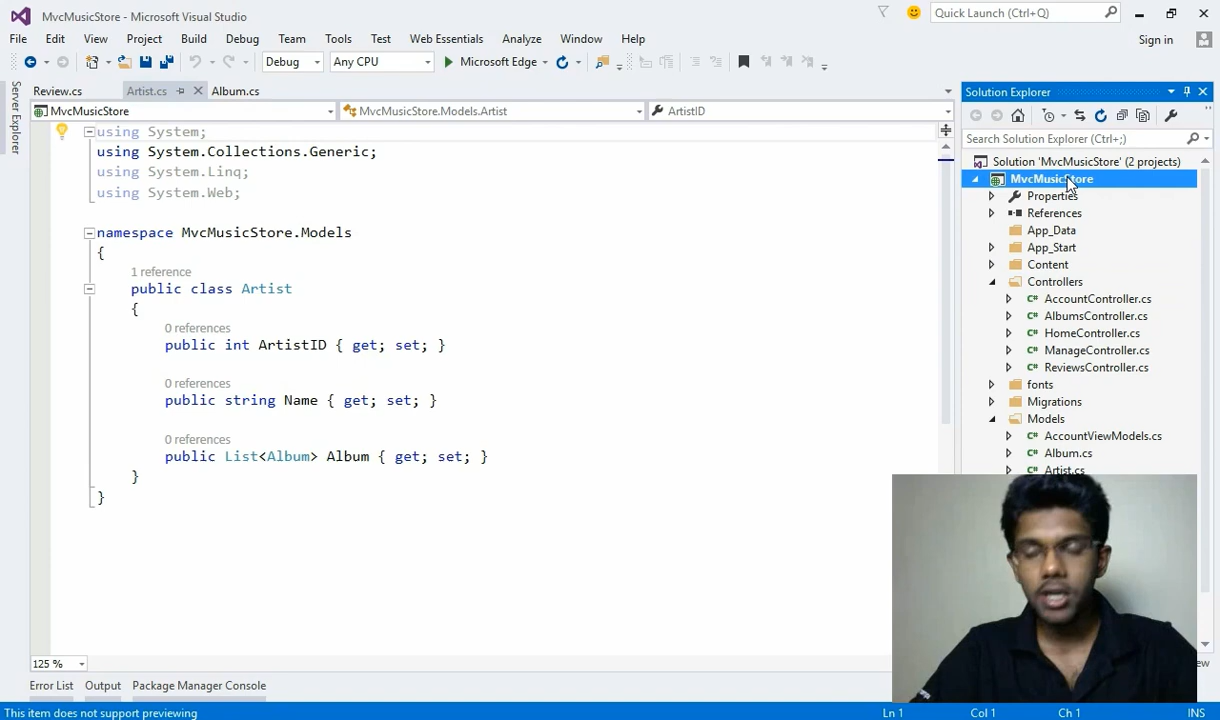 MvcMusicStore - Microsoft Visual Studio
Quick Launch (Ctrl+Q)
File Edit View Project Build Debug Team Tools Test Web Essentials Analyze Window Help
Sign in
Debug Any CPU Microsoft Edge
Server Explorer
Review.cs Artist.cs Album.cs
MvcMusicStore MvcMusicStore.Models.Artist ArtistID
using System;
using System.Collections.Generic;
using System.Linq;
using System.Web;
namespace MvcMusicStore.Models
{
1 reference
public class Artist
{
0 references
public int ArtistID { get; set; }
0 references
public string Name { get; set; }
0 references
public List<Album> Album { get; set; }
}
}
125 %
Solution Explorer
Search Solution Explorer (Ctrl+;)
Solution 'MvcMusicStore' (2 projects)
MvcMusicStore
Properties
References
App_Data
App_Start
Content
Controllers
C# AccountController.cs
C# AlbumsController.cs
C# HomeController.cs
C# ManageController.cs
C# ReviewsController.cs
fonts
Migrations
Models
C# AccountViewModels.cs
C# Album.cs
C# Artist.cs
Error List Output Package Manager Console
This item does not support previewing
Ln 1 Col 1 Ch 1 INS